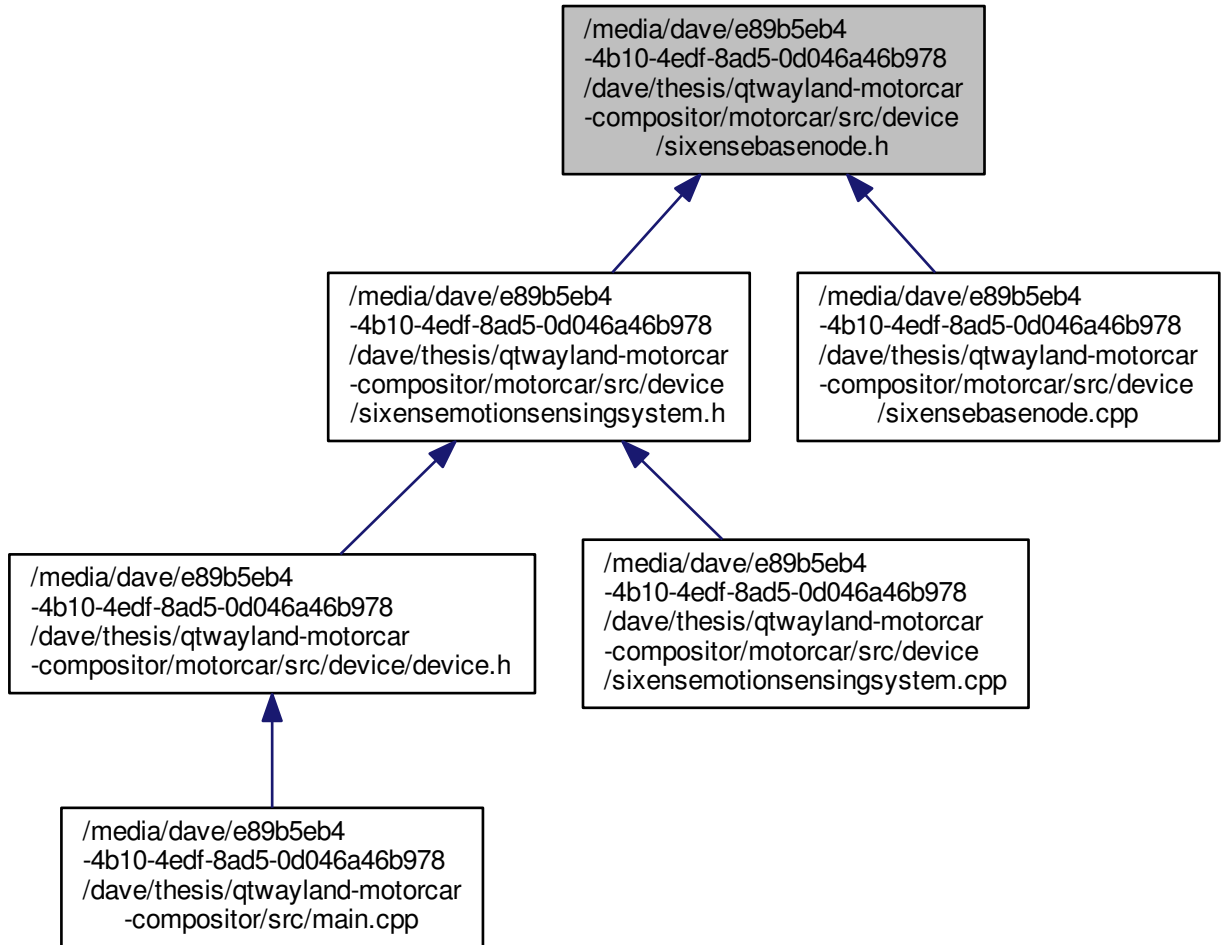 /media/dave/e89b5eb4
-4b10-4edf-8ad5-0d046a46b978
/dave/thesis/qtwayland-motorcar
-compositor/motorcar/src/device
/sixensebasenode.h
/media/dave/e89b5eb4
-4b10-4edf-8ad5-0d046a46b978
/dave/thesis/qtwayland-motorcar
-compositor/motorcar/src/device
/sixensemotionsensingsystem.h
/media/dave/e89b5eb4
-4b10-4edf-8ad5-0d046a46b978
/dave/thesis/qtwayland-motorcar
-compositor/motorcar/src/device
/sixensebasenode.cpp
/media/dave/e89b5eb4
-4b10-4edf-8ad5-0d046a46b978
/dave/thesis/qtwayland-motorcar
-compositor/motorcar/src/device/device.h
/media/dave/e89b5eb4
-4b10-4edf-8ad5-0d046a46b978
/dave/thesis/qtwayland-motorcar
-compositor/motorcar/src/device
/sixensemotionsensingsystem.cpp
/media/dave/e89b5eb4
-4b10-4edf-8ad5-0d046a46b978
/dave/thesis/qtwayland-motorcar
-compositor/src/main.cpp